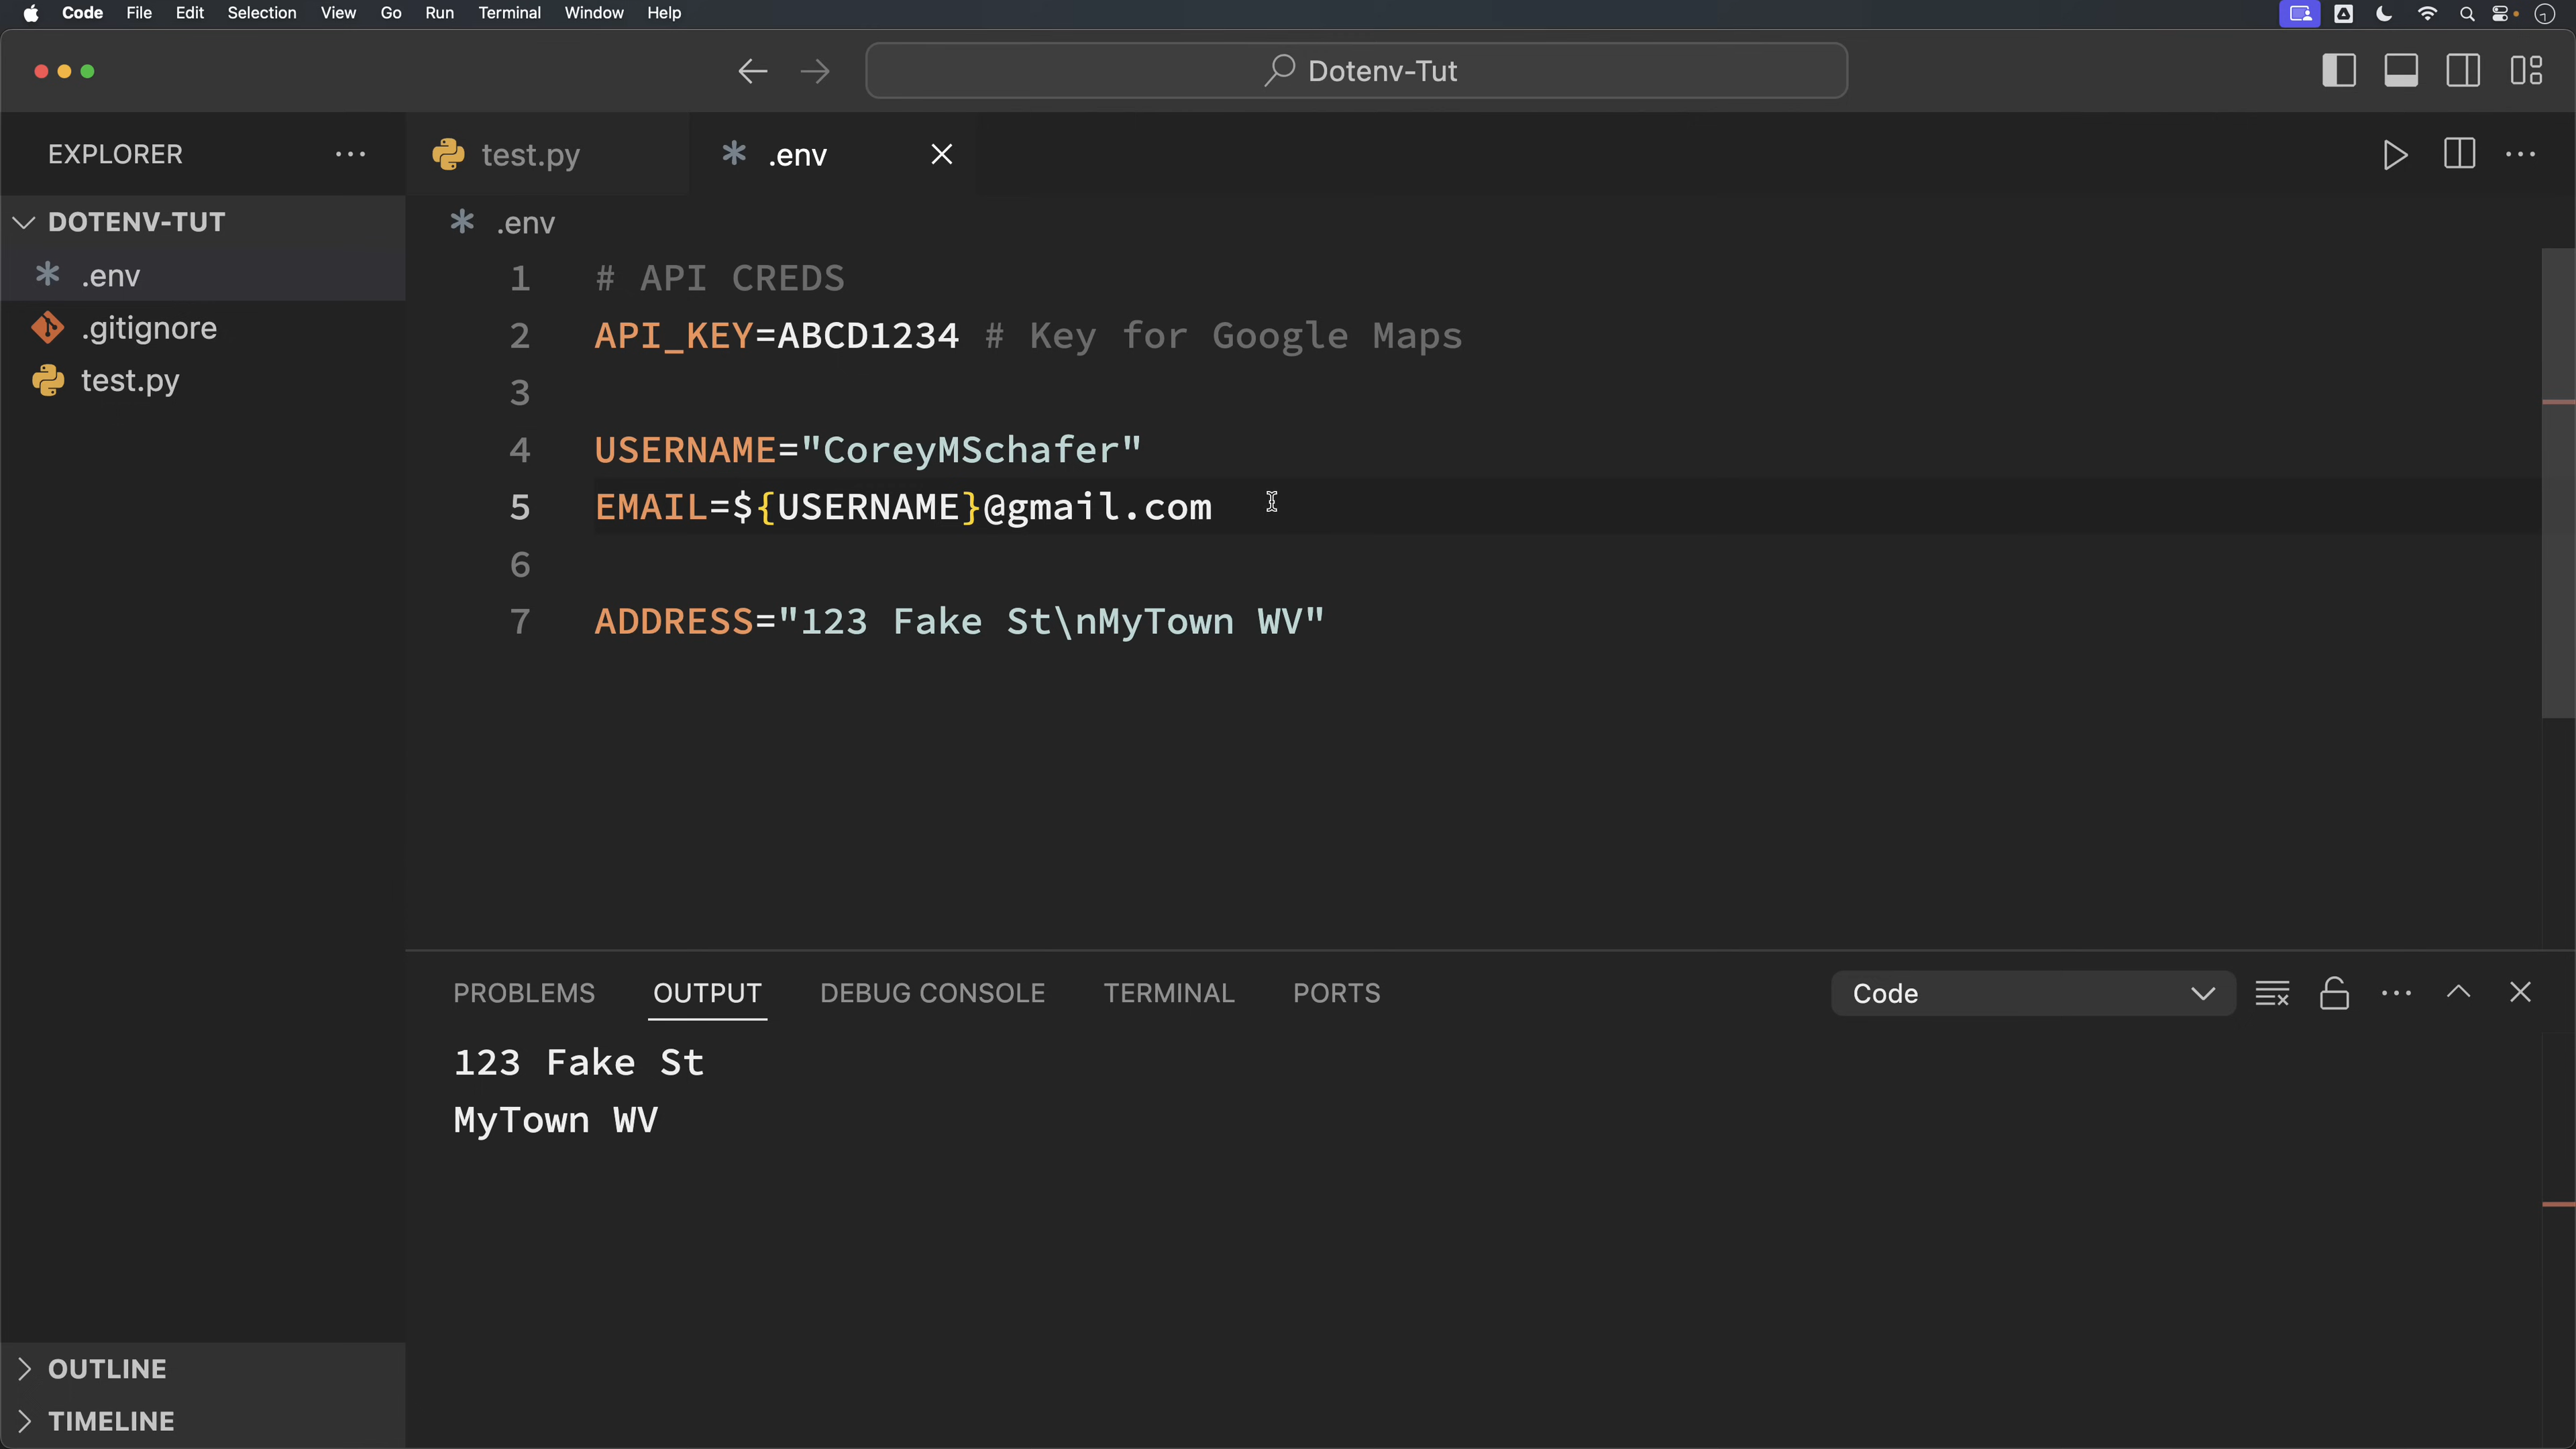 Code File Edit Selection View Go Run Terminal Window Help
Dotenv-Tut
EXPLORER
test.py
.env
DOTENV-TUT
.env
.gitignore
test.py
.env
1 # API CREDS
2 API_KEY=ABCD1234 # Key for Google Maps
3
4 USERNAME="CoreyMSchafer"
5 EMAIL=${USERNAME}@gmail.com
6
7 ADDRESS="123 Fake St\nMyTown WV"
PROBLEMS OUTPUT DEBUG CONSOLE TERMINAL PORTS
Code
123 Fake St
MyTown WV
OUTLINE
TIMELINE